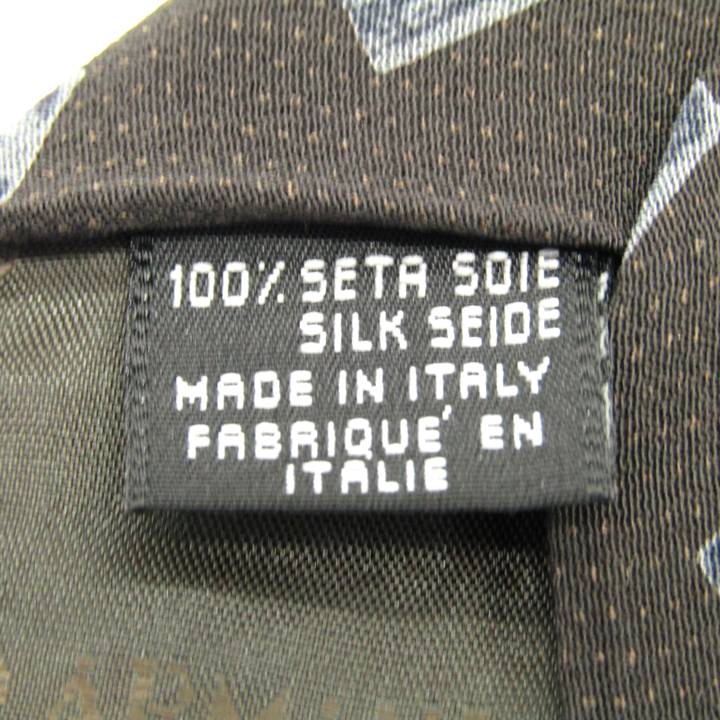 100% SETA SOIE
SILK SEIDE
MADE IN ITALY
FABRIQUE' EN
ITALIE